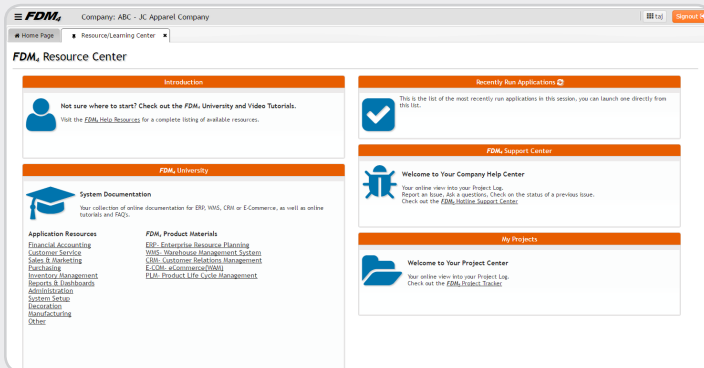 FDM4 Company: ABC - JC Apparel Company taj Signout
Home Page Resource/Learning Center
FDM4 Resource Center
Introduction
Not sure where to start? Check out the FDM4 University and Video Tutorials.
Visit the FDM4 Help Resources for a complete listing of available resources.
FDM4 University
System Documentation
Your collection of online documentation for ERP, WMS, CRM or E-Commerce, as well as online
tutorials and FAQ's.
Application Resources
Financial Accounting
Customer Service
Sales & Marketing
Purchasing
Inventory Management
Reports & Dashboards
Administration
System Setup
Decoration
Manufacturing
Other
FDM4 Product Materials
ERP- Enterprise Resource Planning
WMS- Warehouse Management System
CRM- Customer Relations Management
E-COM- eCommerce(WAM)
PLM- Product Life Cycle Management
Recently Run Applications
This is the list of the most recently run applications in this session, you can launch one directly from
this list.
FDM4 Support Center
Welcome to Your Company Help Center
Your online view into your Project Log.
Report an Issue. Ask a questions. Check on the status of a previous issue.
Check out the FDM4 Hotline Support Center
My Projects
Welcome to Your Project Center
Your online view into your Project Log.
Check out the FDM4 Project Tracker